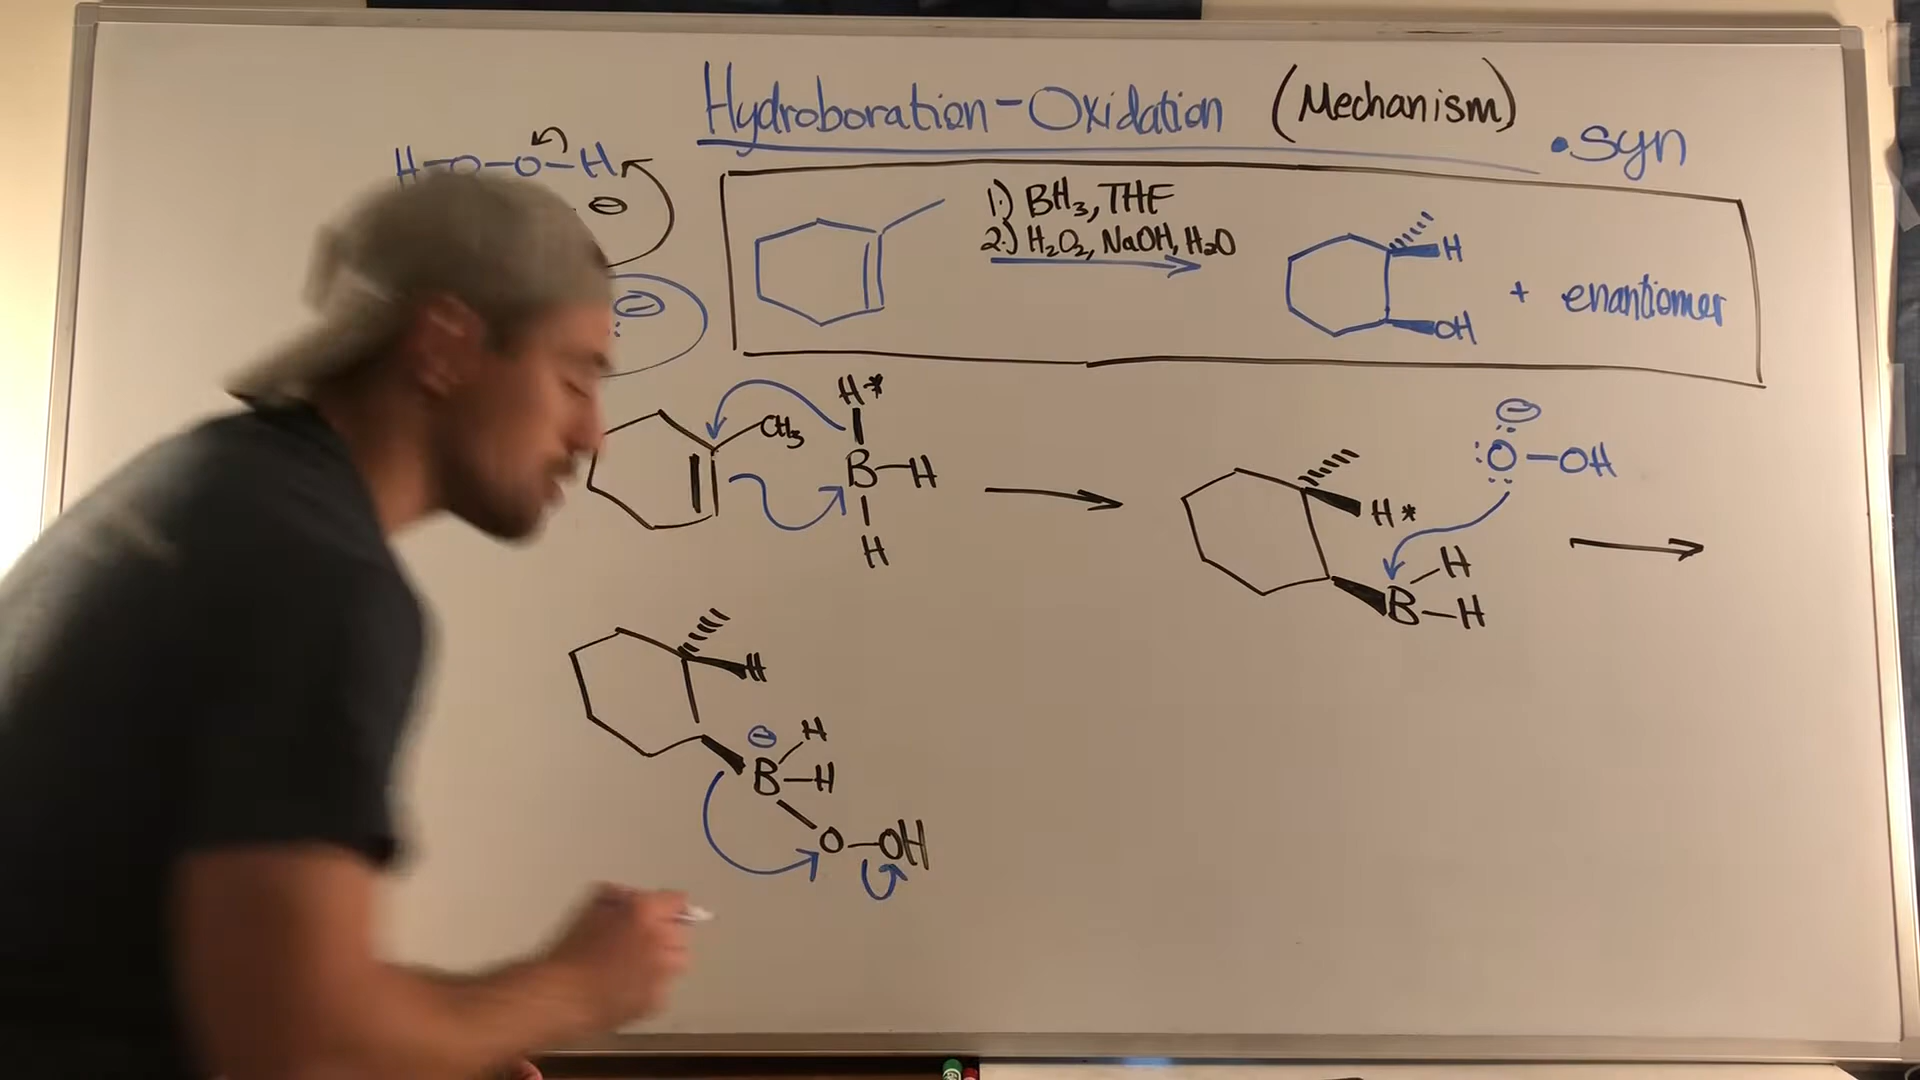 Hydroboration-Oxidation (Mechanism)
• syn
H-O-O-H
⊖
1.) BH₃, THF
2.) H₂O₂, NaOH, H₂O
H
OH
+ enantiomer
⊖
:
CH₃
H*
B-H
H
H*
B-H
H
⊖
:O-OH
H
⊖
B-H
H
O-OH